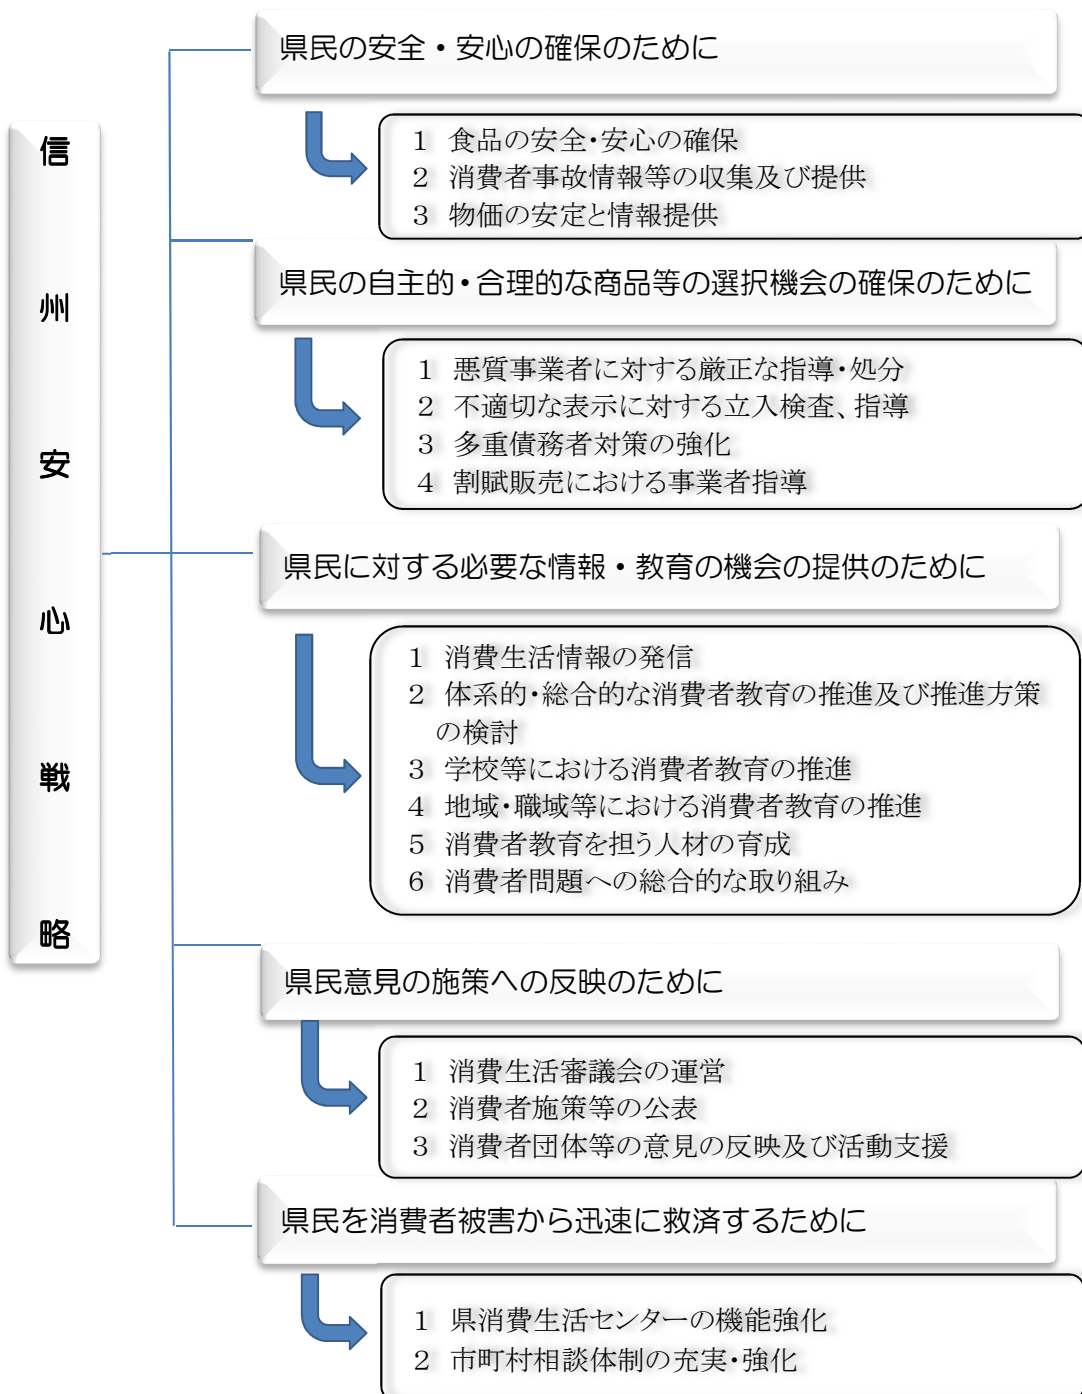 信州安心戦略
県民の安全・安心の確保のために
1 食品の安全・安心の確保
2 消費者事故情報等の収集及び提供
3 物価の安定と情報提供
県民の自主的・合理的な商品等の選択機会の確保のために
1 悪質事業者に対する厳正な指導・処分
2 不適切な表示に対する立入検査、指導
3 多重債務者対策の強化
4 割賦販売における事業者指導
県民に対する必要な情報・教育の機会の提供のために
1 消費生活情報の発信
2 体系的・総合的な消費者教育の推進及び推進方策
の検討
3 学校等における消費者教育の推進
4 地域・職域等における消費者教育の推進
5 消費者教育を担う人材の育成
6 消費者問題への総合的な取り組み
県民意見の施策への反映のために
1 消費生活審議会の運営
2 消費者施策等の公表
3 消費者団体等の意見の反映及び活動支援
県民を消費者被害から迅速に救済するために
1 県消費生活センターの機能強化
2 市町村相談体制の充実・強化